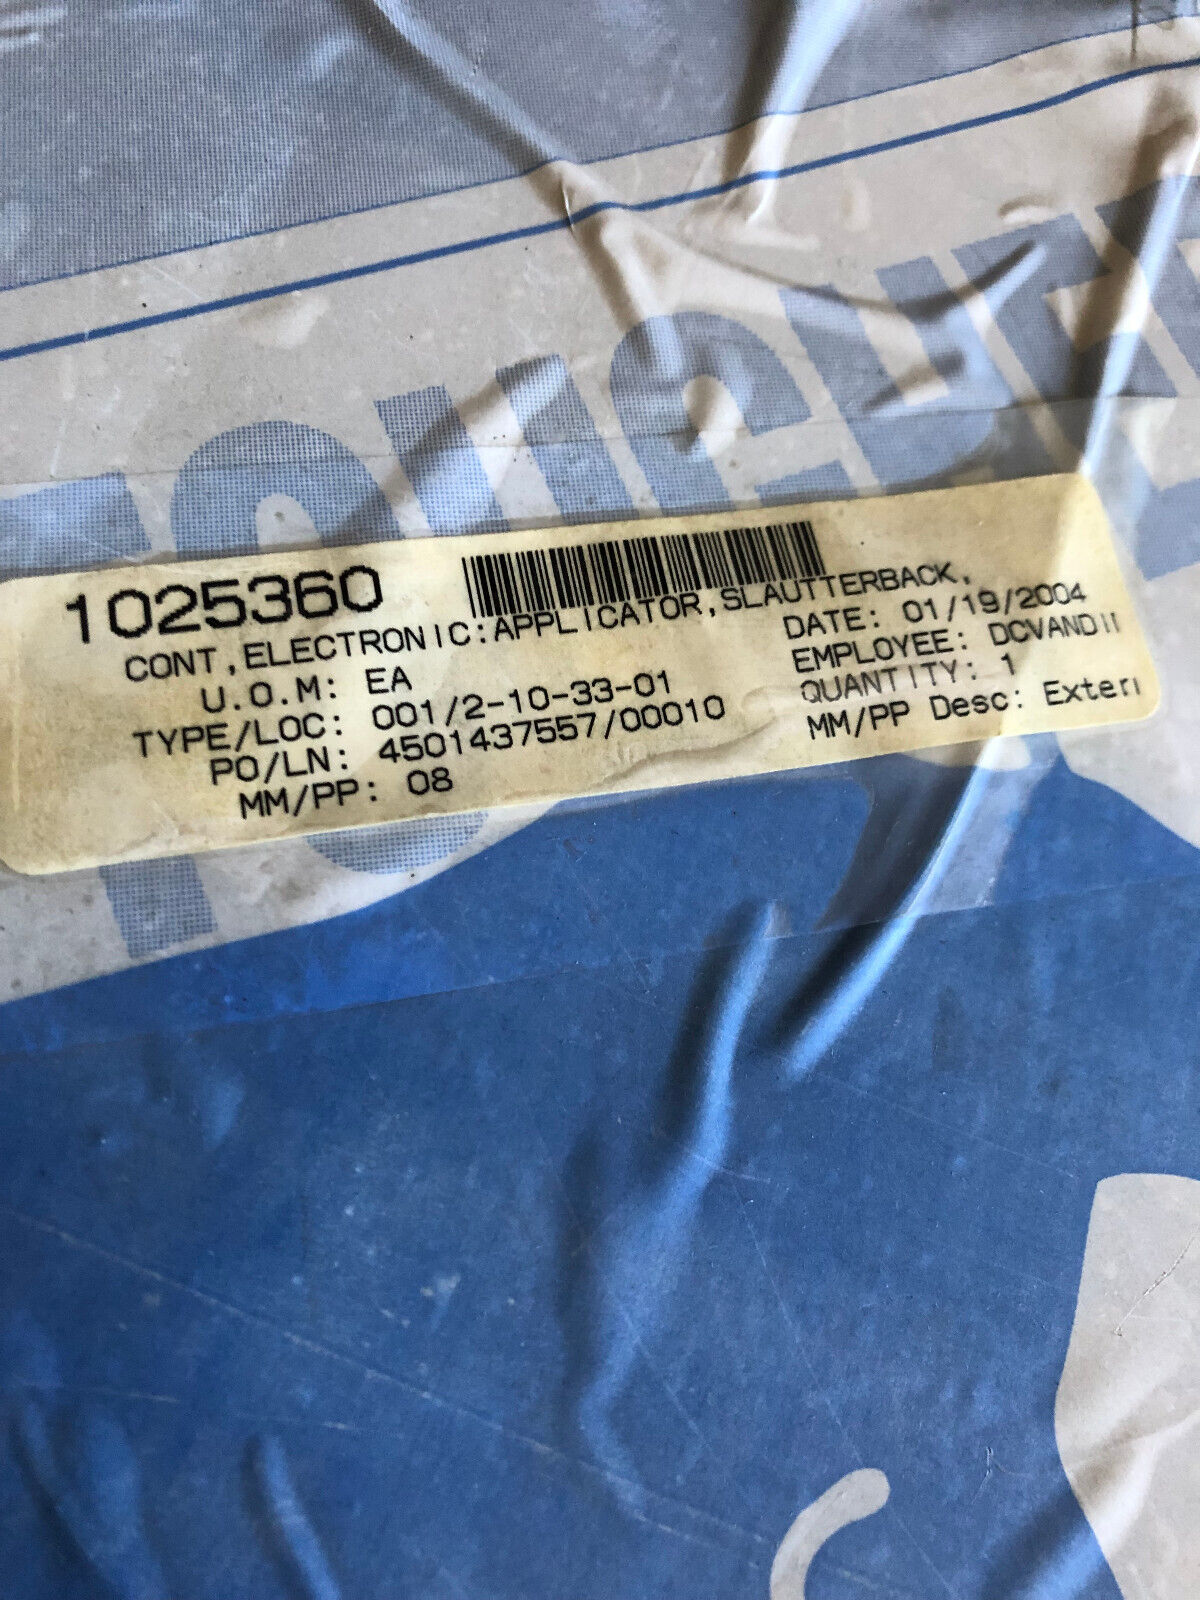 1025360
CONT,ELECTRONIC:APPLICATOR,SLAUTTERBACK,
U.O.M: EA
DATE: 01/19/2004
TYPE/LOC: 001/2-10-33-01
EMPLOYEE: DCVANDII
PO/LN: 4501437557/00010
QUANTITY: 1
MM/PP: 08
MM/PP Desc: Exteri